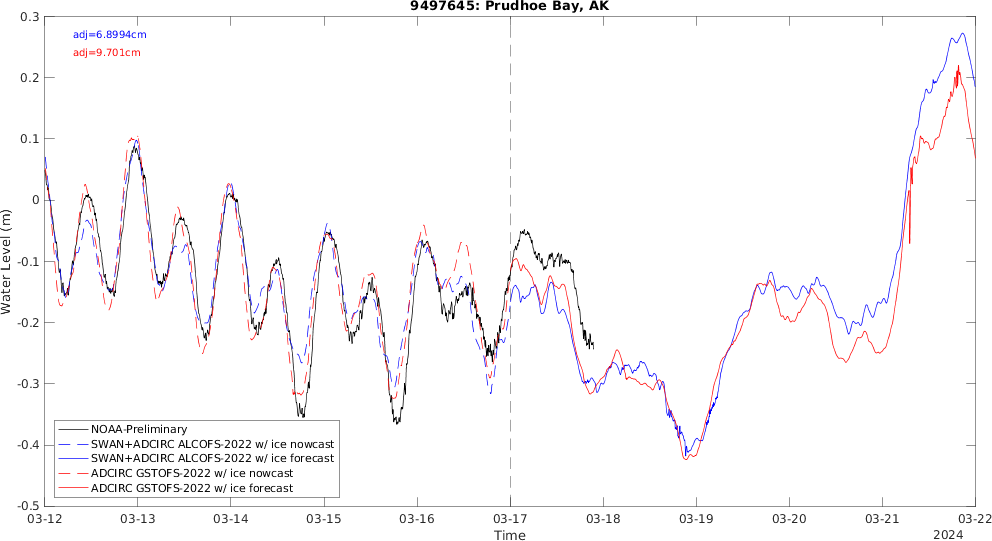 9497645: Prudhoe Bay, AK
adj=6.8994cm
adj=9.701cm
0.3
0.2
0.1
0
-0.1
-0.2
-0.3
-0.4
-0.5
Water Level (m)
NOAA-Preliminary
SWAN+ADCIRC ALCOFS-2022 w/ ice nowcast
SWAN+ADCIRC ALCOFS-2022 w/ ice forecast
ADCIRC GSTOFS-2022 w/ ice nowcast
ADCIRC GSTOFS-2022 w/ ice forecast
03-12 03-13 03-14 03-15 03-16 03-17 03-18 03-19 03-20 03-21 03-22
Time
2024